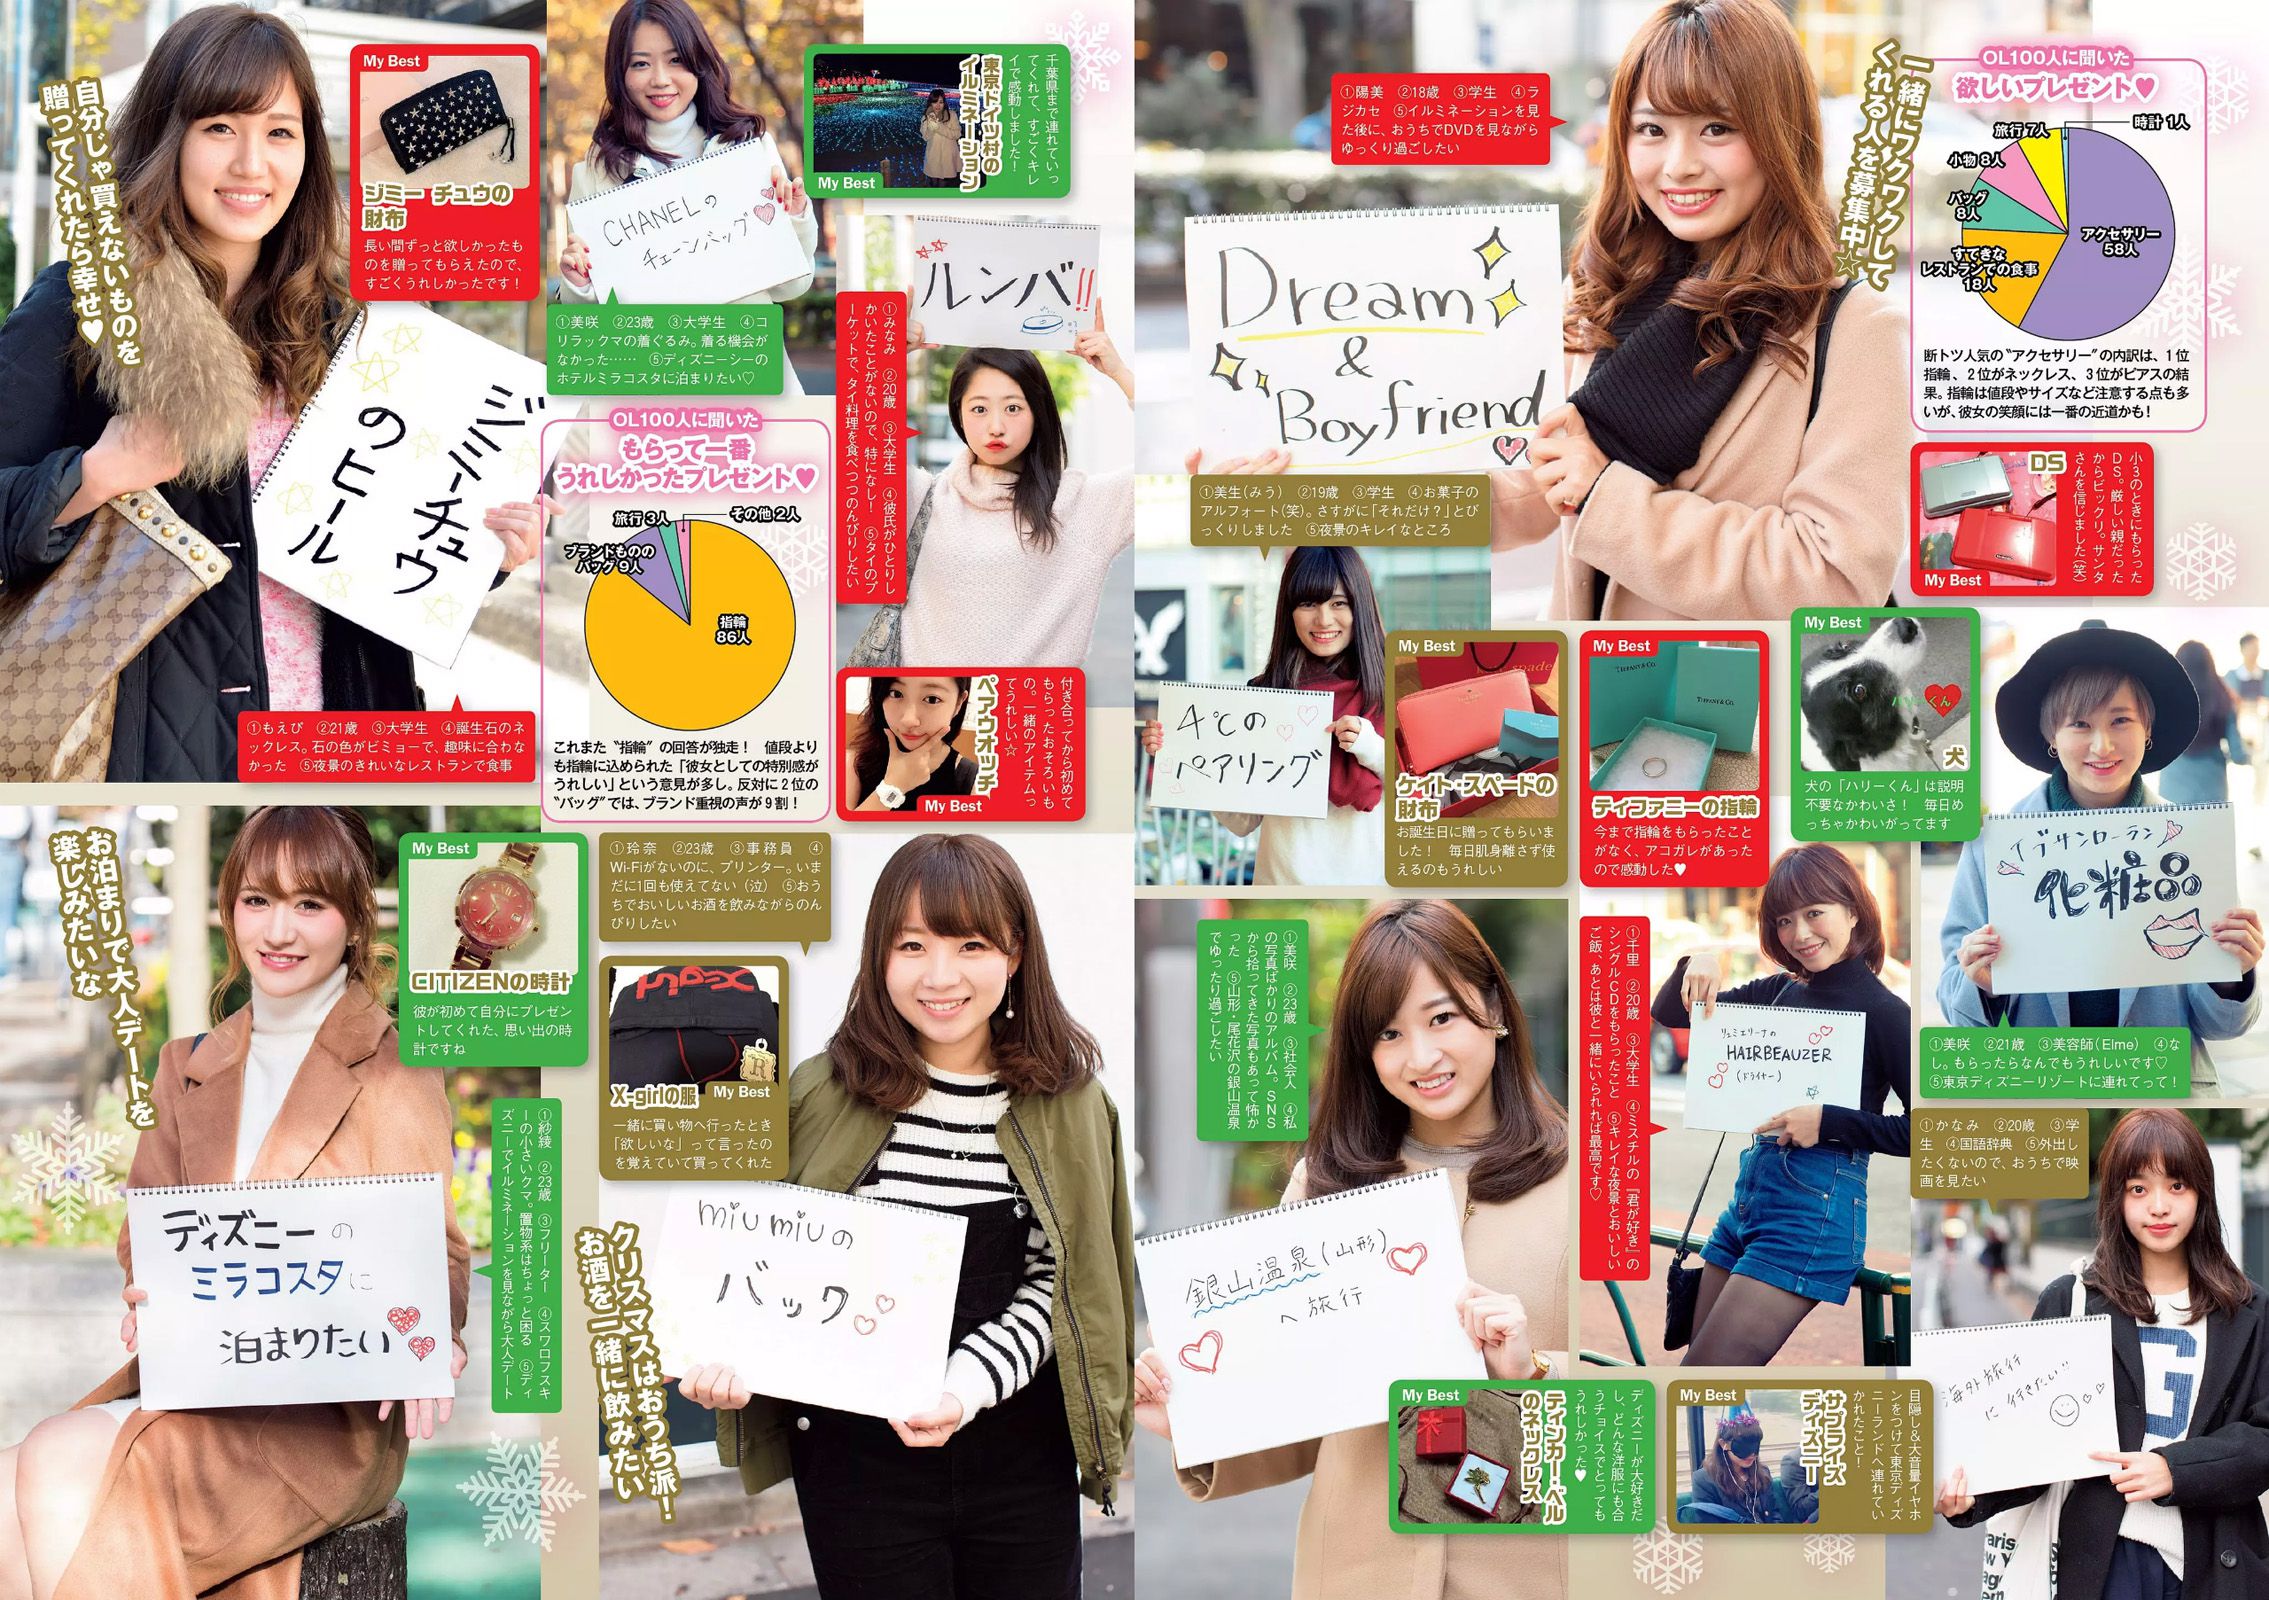 自分じゃ買えないものを
贈ってくれたら幸せ♥
My Best
ジミー チュウの
財布
長い間ずっと欲しかったも
のを贈ってもらえたので、
すごくうれしかったです！
ジミーチュウ
のヒール
①もえび　②21歳　③大学生　④誕生石のネ
ックレス。石の色がビミョーで、趣味に合わな
かった　⑤夜景のきれいなレストランで食事
CHANELの
チェーンバッグ
①美咲　②23歳　③大学生　④コ
リラックマの着ぐるみ。着る機会が
なかった……　⑤ディズニーシーの
ホテルミラコスタに泊まりたい♡
東京ドイツ村の
イルミネーション
My Best
千葉県まで連れていっ
てくれて、すごくキレ
イで感動しました！
ルンバ!!
①みなみ　②20歳　③大学生　④彼氏がひとりし
かいたことがないので、特になし！　⑤タイのプ
ーケットで、タイ料理を食べつつのんびりしたい
ペアウオッチ
My Best
付き合ってから初めて
もらったおそろいも
の。一緒のアイテムっ
てうれしい☆
OL100人に聞いた
もらって一番
うれしかったプレゼント♥
旅行 3人
その他 2人
ブランドものの
バッグ 9人
指輪
86人
これまた“指輪”の回答が独走！　値段より
も指輪に込められた「彼女としての特別感が
うれしい」という意見が多し。反対に2位の
“バッグ”では、ブランド重視の声が9割！
お泊まりで大人デートを
楽しみたいな
My Best
CITIZENの時計
彼が初めて自分にプレゼン
トしてくれた、思い出の時
計ですね
ディズニーの
ミラコスタに
泊まりたい
①紗綾　②23歳　③フリーター　④スワロフスキ
ーの小さいクマ。置物系はちょっと困る　⑤ディ
ズニーでイルミネーションを見ながら大人デート
①玲奈　②23歳　③事務員　④
Wi-Fiがないのに、プリンター。いま
だに1回も使えてない（泣）　⑤おう
ちでおいしいお酒を飲みながらのん
びりしたい
X-girlの服
My Best
一緒に買い物へ行ったとき
「欲しいな」って言ったの
を覚えていて買ってくれた
miumiuの
バック
クリスマスはおうち派！
お酒を一緒に飲みたい
①陽美　②18歳　③学生　④ラ
ジカセ　⑤イルミネーションを見
た後に、おうちでDVDを見ながら
ゆっくり過ごしたい
Dream
&
Boyfriend
一緒にワクワクして
くれる人を募集中☆
OL100人に聞いた
欲しいプレゼント♥
旅行 7人
時計 1人
小物 8人
バッグ
8人
すてきな
レストランでの食事
18人
アクセサリー
58人
断トツ人気の“アクセサリー”の内訳は、1位
指輪、2位がネックレス、3位がピアスの結
果。指輪は値段やサイズなど注意する点も多
いが、彼女の笑顔には一番の近道かも！
DS
My Best
小3のときにもらった
DS。厳しい親だった
からビックリ。サンタ
さんを信じました（笑）
①美生（みう）　②19歳　③学生　④お菓子の
アルフォート（笑）。さすがに「それだけ？」とび
っくりしました　⑤夜景のキレイなところ
4℃の
ペアリング
My Best
ケイト・スペードの
財布
お誕生日に贈ってもらいま
した！　毎日肌身離さず使
えるのもうれしい
My Best
TIFFANY & CO.
ティファニーの指輪
今まで指輪をもらったこと
がなく、アコガレがあった
ので感動した♥
My Best
ハリーくん
犬
犬の「ハリーくん」は説明
不要なかわいさ！　毎日め
っちゃかわいがってます
イブサンローラン
化粧品
①美咲　②21歳　③美容師（Elme）　④な
し。もらったらなんでもうれしいです♡
⑤東京ディズニーリゾートに連れてって！
①美咲　②23歳　③社会人　④私
の写真ばかりのアルバム。SNS
から拾ってきた写真もあって怖か
った　⑤山形・尾花沢の銀山温泉
でゆったり過ごしたい
銀山温泉(山形)
へ旅行
①千里　②20歳　③大学生　④ミスチルの『君が好き』の
シングルCDをもらったこと　⑤キレイな夜景とおいしい
ご飯、あとは彼と一緒にいられれば最高です♡
リュミエリーナの
HAIRBEAUZER
(ドライヤー)
①かなみ　②20歳　③学
生　④国語辞典　⑤外出し
たくないので、おうちで映
画を見たい
海外旅行
に行きたい!!
My Best
ティンカー・ベル
のネックレス
ディズニーが大好きだ
し、どんな洋服にも合
うチョイスでとっても
うれしかった♥
My Best
サプライズ
ディズニー
目隠し＆大音量イヤホ
ンをつけて東京ディズ
ニーランドへ連れてい
かれたこと！